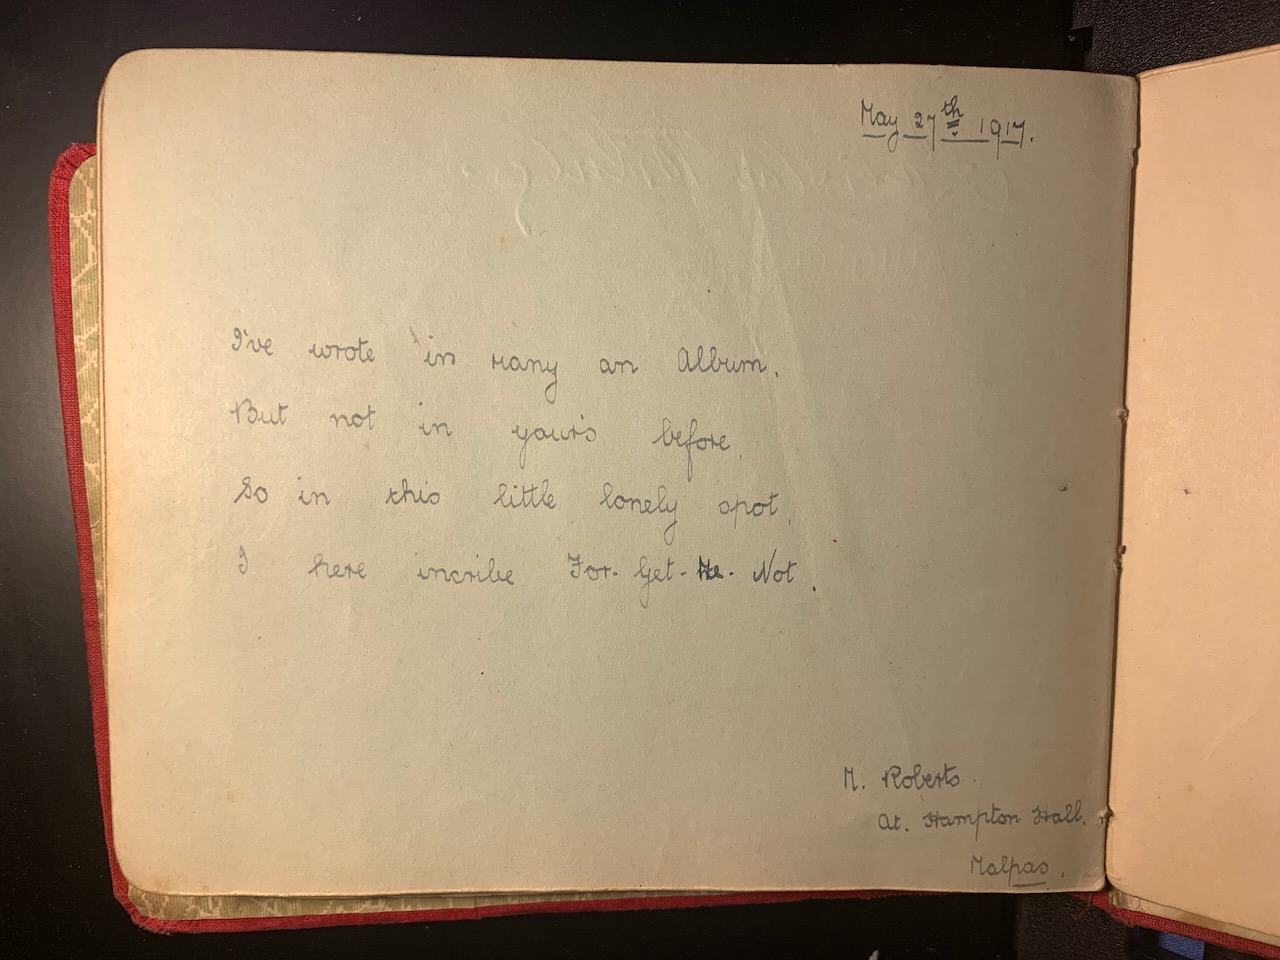 May 27th 1917.
I've wrote in many an Album,
But not in your's before,
So in this little lonely spot,
I here incribe For-Get-Me-Not.
M. Roberts.
At. Hampton Hall.
Malpas.